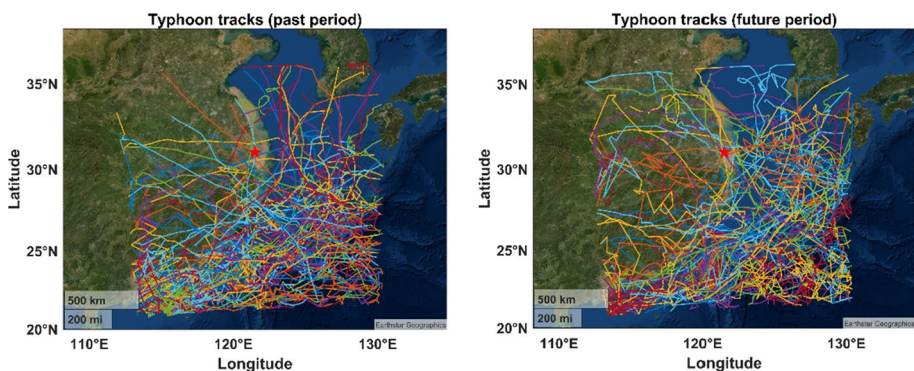 Typhoon tracks (past period)
35°N
30°N
25°N
20°N
Latitude
500 km
200 mi
Earthstar Geographics
110°E
120°E
130°E
Longitude
Typhoon tracks (future period)
35°N
30°N
25°N
20°N
Latitude
500 km
200 mi
Earthstar Geographics
110°E
120°E
130°E
Longitude